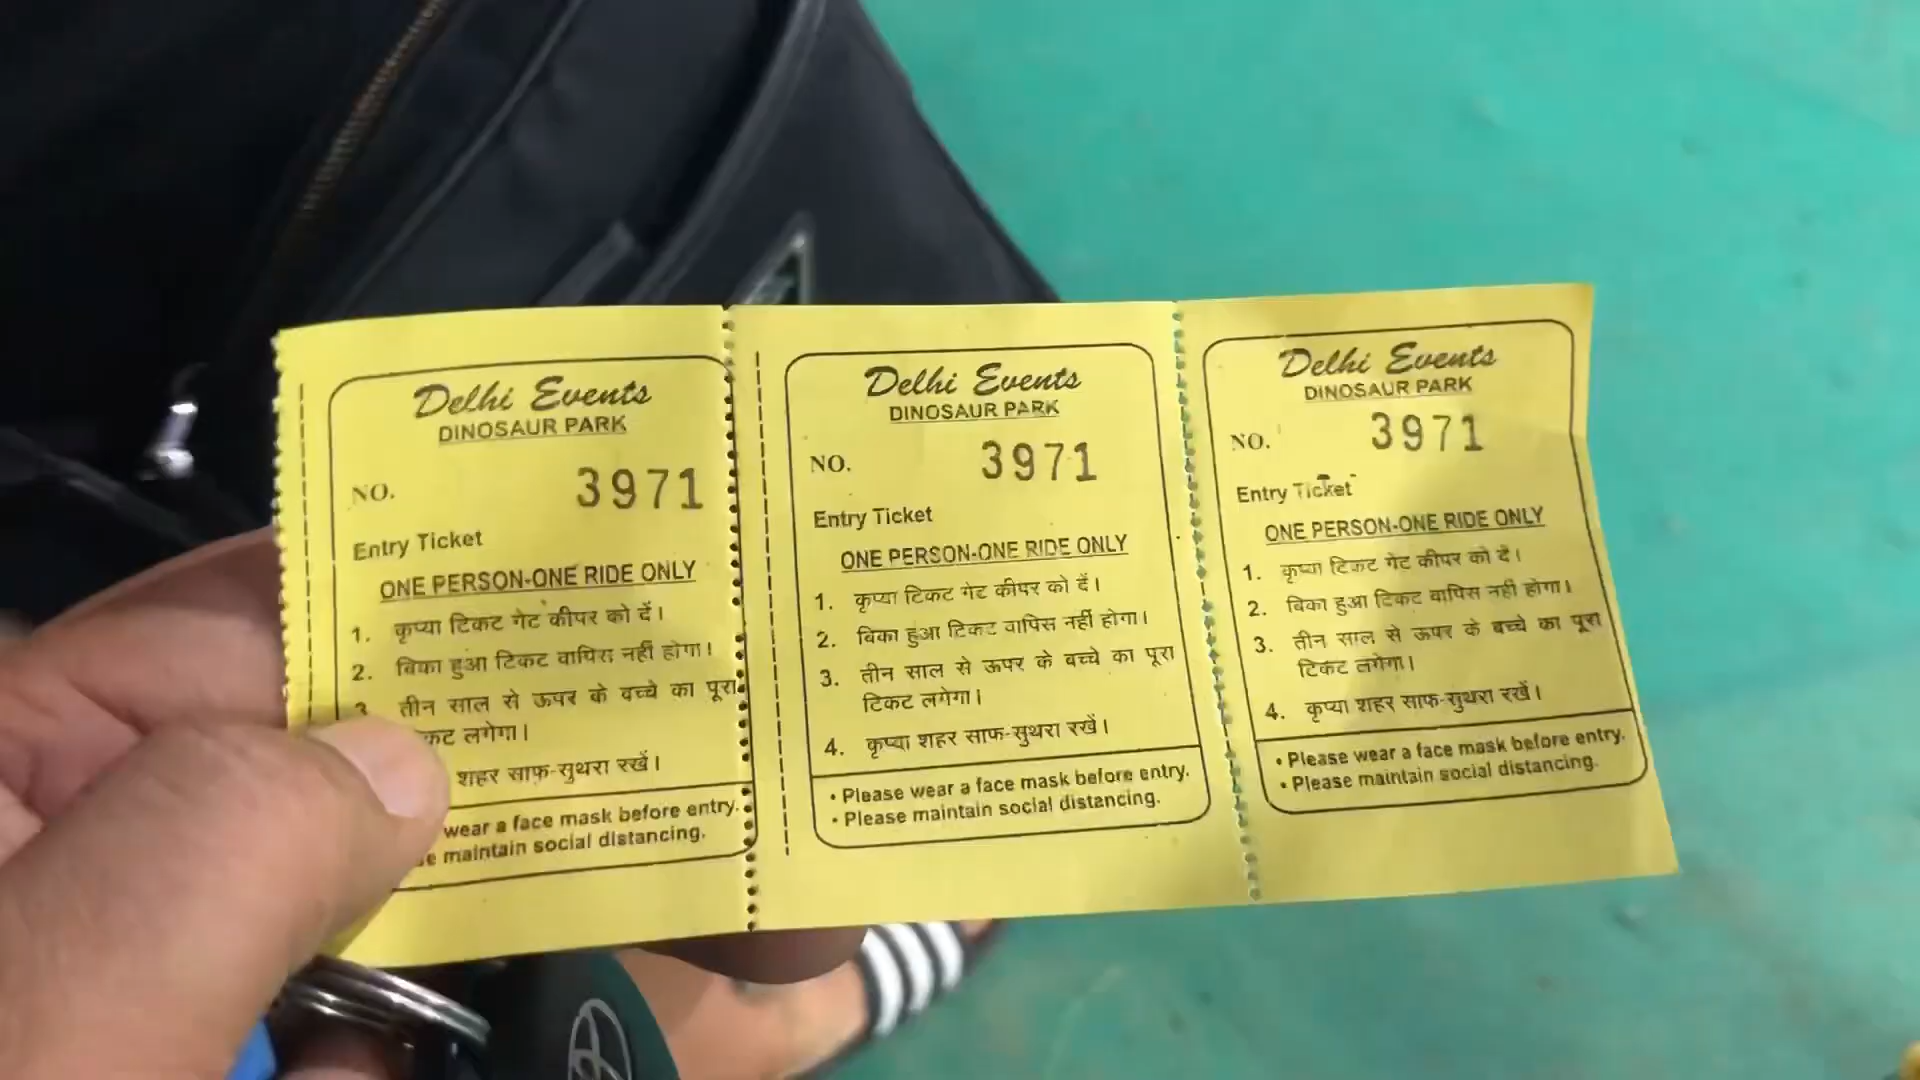 Delhi Events
DINOSAUR PARK
NO. 3971
Entry Ticket
ONE PERSON-ONE RIDE ONLY
1. कृप्या टिकट गेट कीपर को दें।
2. बिका हुआ टिकट वापिस नहीं होगा।
3. तीन साल से ऊपर के बच्चे का पूरा
टिकट लगेगा।
शहर साफ-सुथरा रखें।
wear a face mask before entry.
maintain social distancing.
Delhi Events
DINOSAUR PARK
NO. 3971
Entry Ticket
ONE PERSON-ONE RIDE ONLY
1. कृप्या टिकट गेट कीपर को दें।
2. बिका हुआ टिकट वापिस नहीं होगा।
3. तीन साल से ऊपर के बच्चे का पूरा
टिकट लगेगा।
4. कृप्या शहर साफ-सुथरा रखें।
• Please wear a face mask before entry.
• Please maintain social distancing.
Delhi Events
DINOSAUR PARK
NO. 3971
Entry Ticket
ONE PERSON-ONE RIDE ONLY
1. कृप्या टिकट गेट कीपर को दें।
2. बिका हुआ टिकट वापिस नहीं होगा।
3. तीन साल से ऊपर के बच्चे का पूरा
टिकट लगेगा।
4. कृप्या शहर साफ-सुथरा रखें।
• Please wear a face mask before entry.
• Please maintain social distancing.